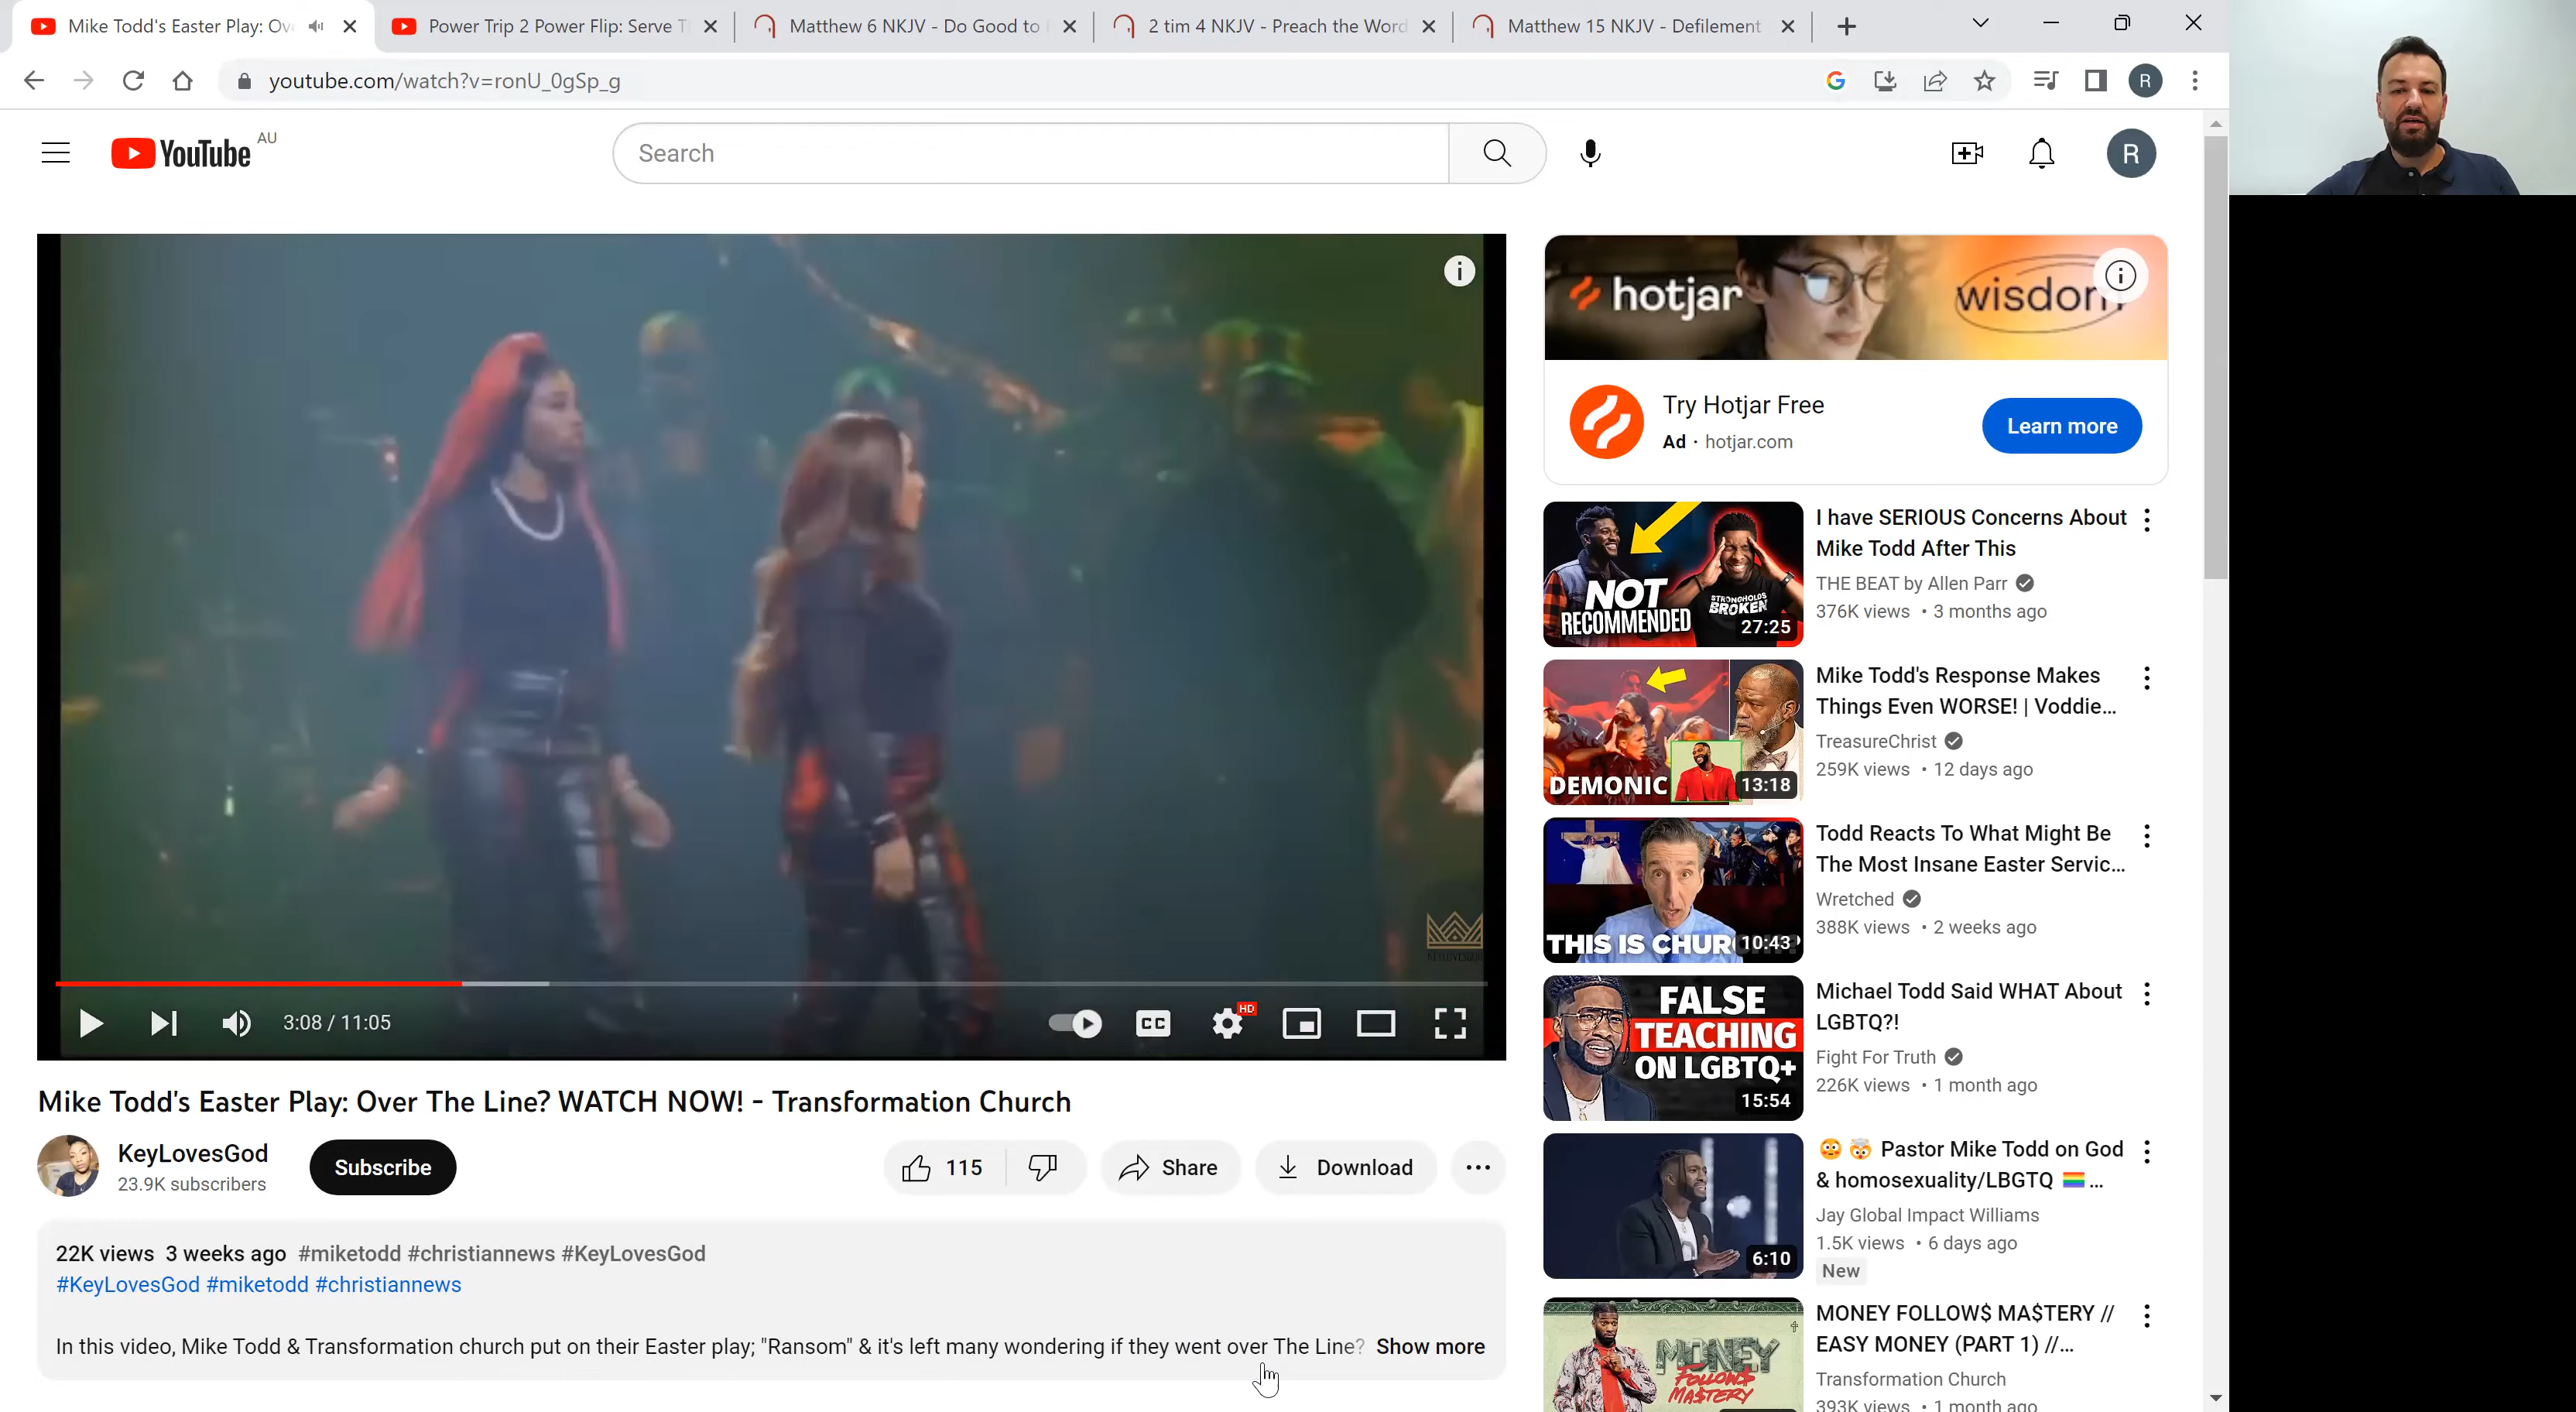 Mike Todd's Easter Play: Ov
Power Trip 2 Power Flip: Serve T
Matthew 6 NKJV - Do Good to
2 tim 4 NKJV - Preach the Word
Matthew 15 NKJV - Defilement
youtube.com/watch?v=ronU_0gSp_g
R
YouTube
AU
Search
R
hotjar
wisdom
Try Hotjar Free
Ad · hotjar.com
Learn more
NOT
RECOMMENDED
STRONGHOLDS
BROKEN
27:25
I have SERIOUS Concerns About
Mike Todd After This
THE BEAT by Allen Parr
376K views • 3 months ago
DEMONIC
13:18
Mike Todd's Response Makes
Things Even WORSE! | Voddie...
TreasureChrist
259K views • 12 days ago
THIS IS CHUR
10:43
Todd Reacts To What Might Be
The Most Insane Easter Servic...
Wretched
388K views • 2 weeks ago
FALSE
TEACHING
ON LGBTQ+
15:54
Michael Todd Said WHAT About
LGBTQ?!
Fight For Truth
226K views • 1 month ago
6:10
😳 🤯 Pastor Mike Todd on God
& homosexuality/LBGTQ 🏳️‍🌈 ...
Jay Global Impact Williams
1.5K views • 6 days ago
New
MONEY
FOLLOW$
MA$TERY
MONEY FOLLOW$ MA$TERY //
EASY MONEY (PART 1) //...
Transformation Church
393K views • 1 month ago
KEYLOVESGOD
3:08 / 11:05
CC
HD
Mike Todd's Easter Play: Over The Line? WATCH NOW! - Transformation Church
KeyLovesGod
23.9K subscribers
Subscribe
115
Share
Download
22K views 3 weeks ago #miketodd #christiannews #KeyLovesGod
#KeyLovesGod #miketodd #christiannews
In this video, Mike Todd & Transformation church put on their Easter play; "Ransom" & it's left many wondering if they went over The Line? Show more